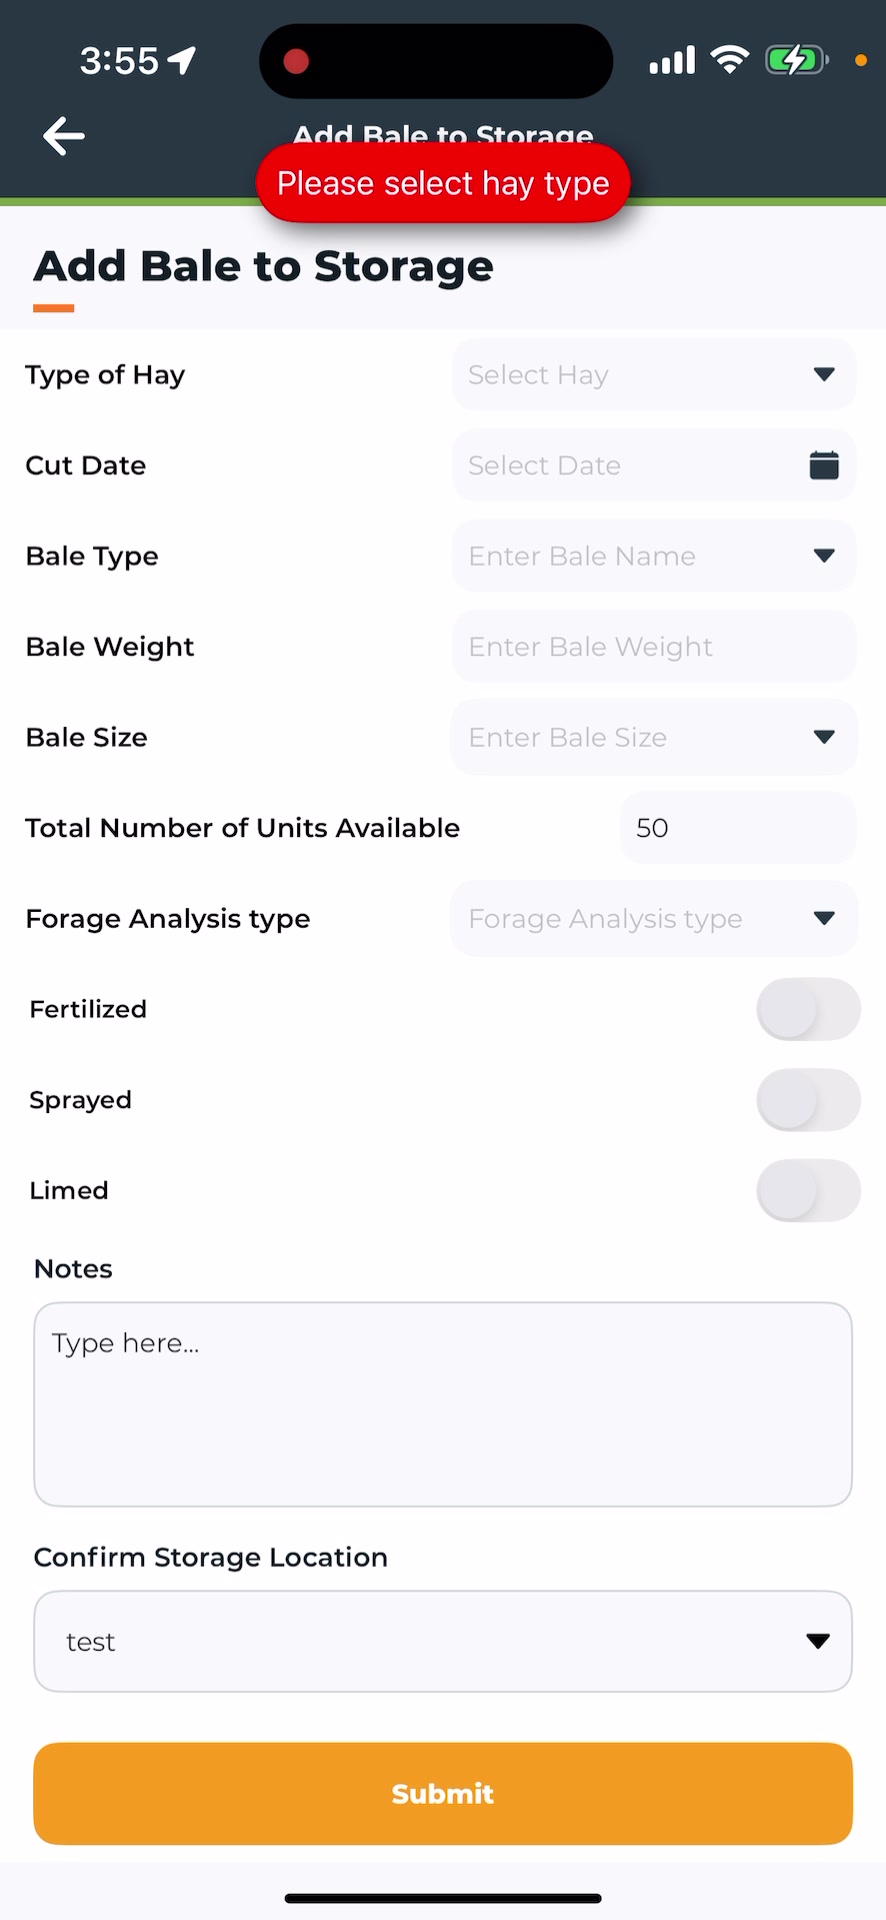 3:55
Add Bale to Storage
Please select hay type
Add Bale to Storage
Type of Hay
Select Hay
Cut Date
Select Date
Bale Type
Enter Bale Name
Bale Weight
Enter Bale Weight
Bale Size
Enter Bale Size
Total Number of Units Available
50
Forage Analysis type
Forage Analysis type
Fertilized
Sprayed
Limed
Notes
Type here...
Confirm Storage Location
test
Submit